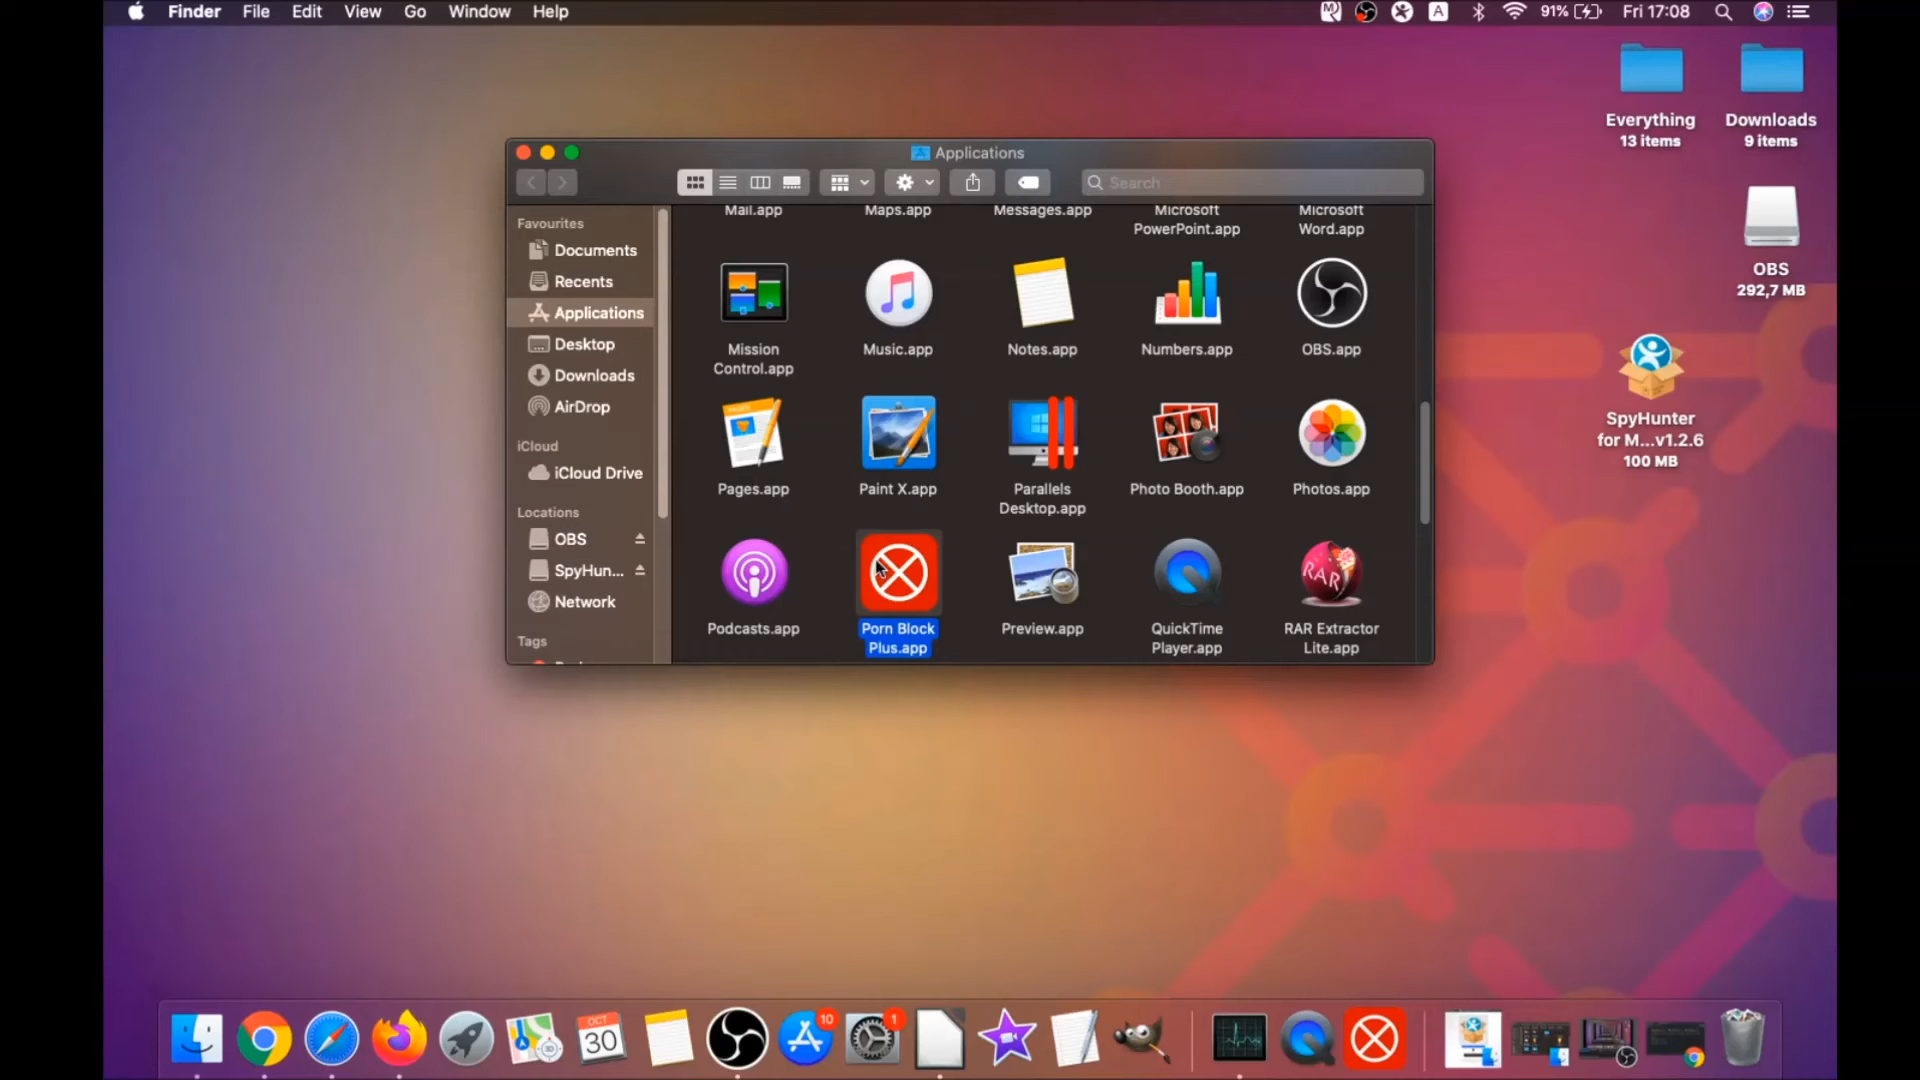 Finder File Edit View Go Window Help A 91% Fri 17:08
Everything
13 items
Downloads
9 items
OBS
292,7 MB
SpyHunter
for M...v1.2.6
100 MB
Applications
Search
Favourites
Documents
Recents
Applications
Desktop
Downloads
AirDrop
iCloud
iCloud Drive
Locations
OBS
SpyHun...
Network
Tags
Mail.app
Maps.app
Messages.app
Microsoft
PowerPoint.app
Microsoft
Word.app
Mission
Control.app
Music.app
Notes.app
Numbers.app
OBS.app
PAGES
Pages.app
Paint X.app
Parallels
Desktop.app
Photo Booth.app
Photos.app
Podcasts.app
Porn Block
Plus.app
Preview.app
QuickTime
Player.app
RAR
RAR Extractor
Lite.app
OCT
30
10
1